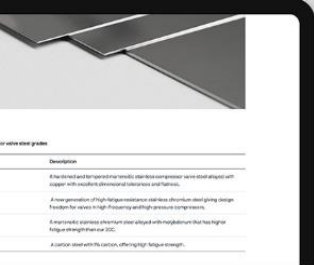 or valve steel grades
Description
A hardened and tempered martensitic stainless compressor valve steel alloyed with
copper with excellent dimensional tolerances and flatness.
A new generation of high-fatigue resistance stainless chromium steel giving design
freedom for valves in high-frequency and high-pressure compressors.
A martensitic stainless chromium steel alloyed with molybdenum that has higher
fatigue strength than our 20C.
A carbon steel with 1% carbon, offering high fatigue strength.